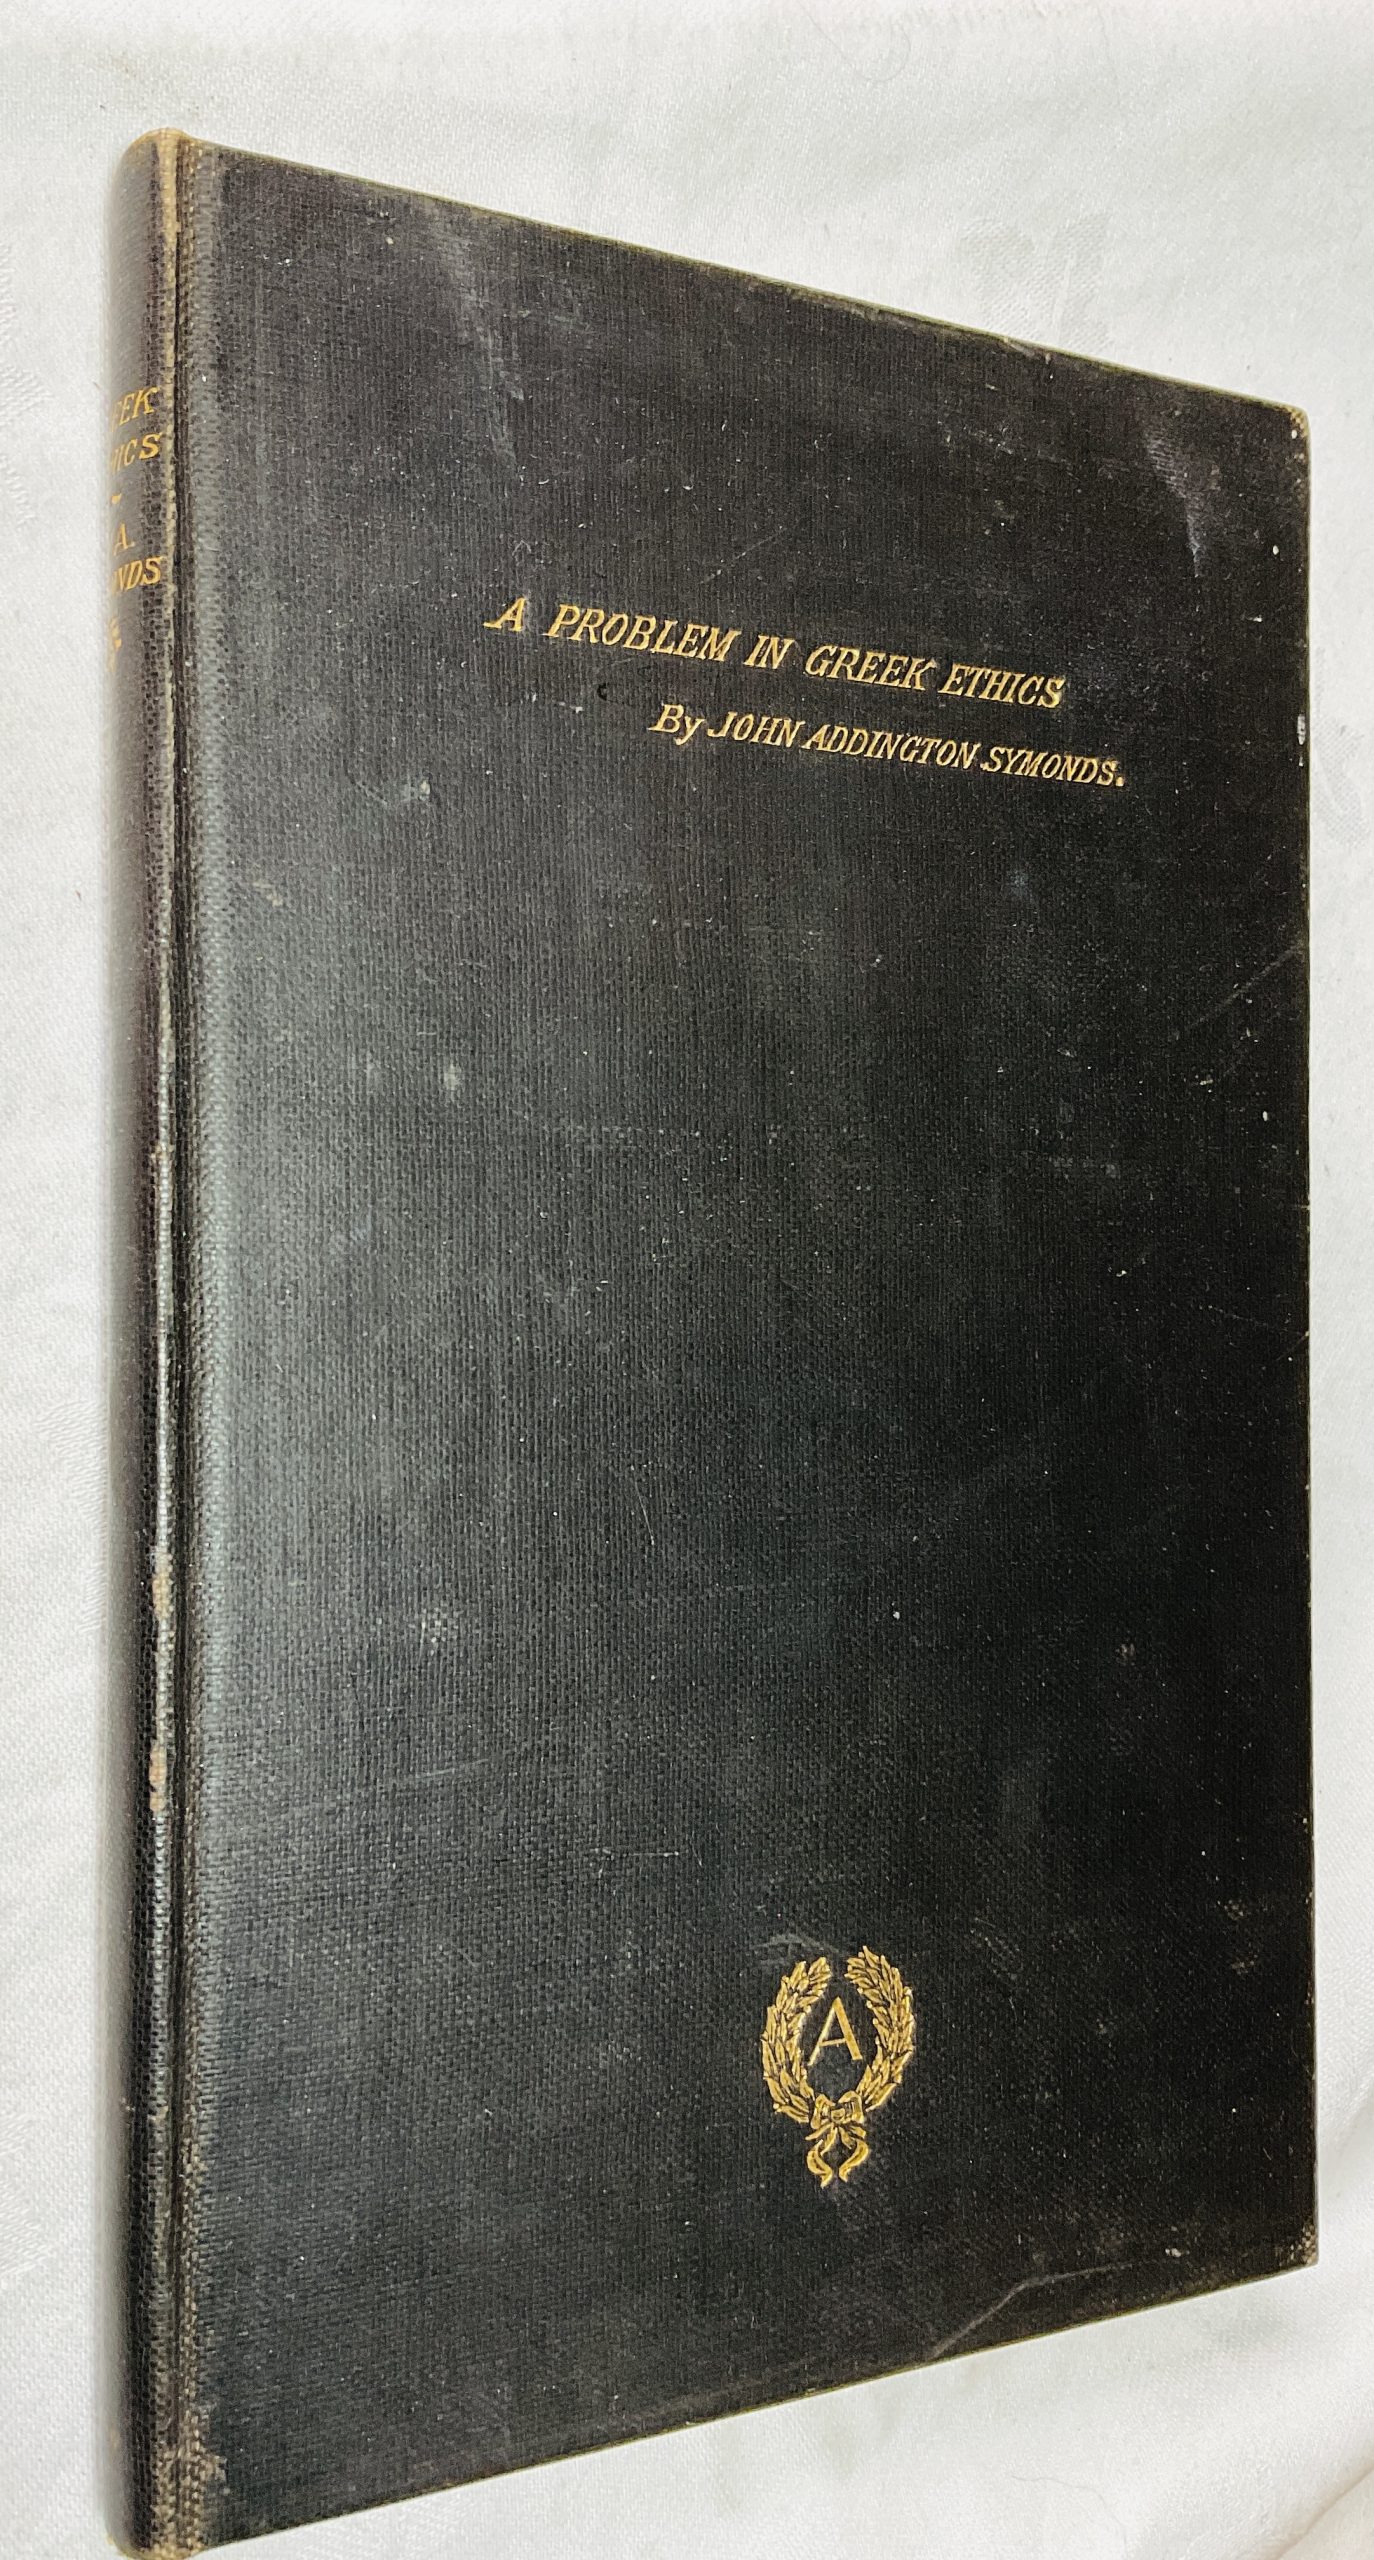 A PROBLEM IN GREEK ETHICS
By JOHN ADDINGTON SYMONDS.
A
A.